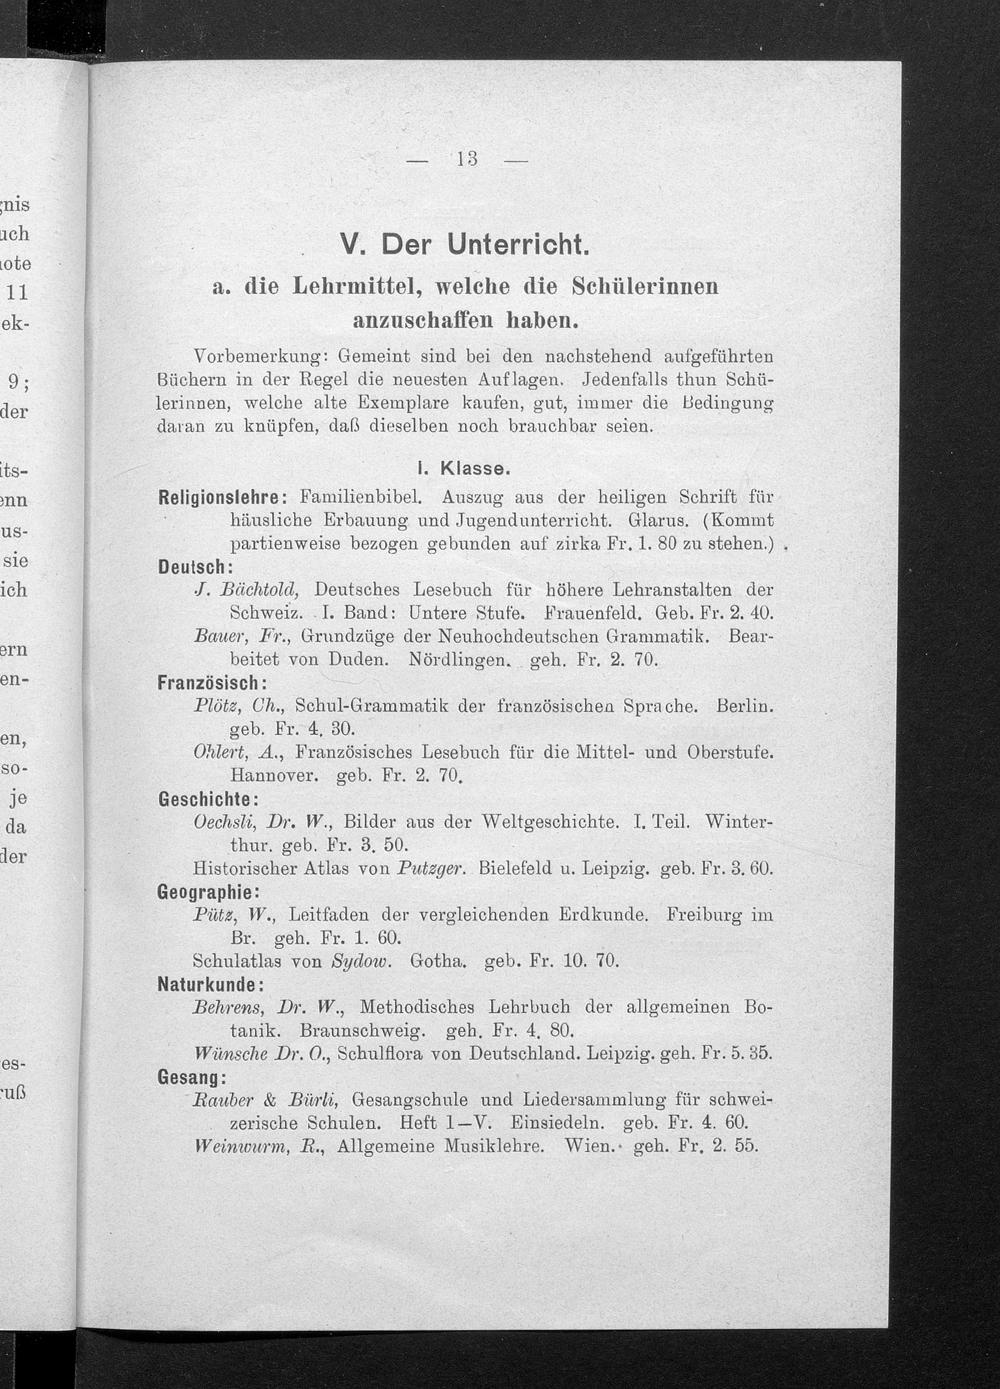 — 13 —
V. Der Unterricht.
a. die Lehrmittel, welche die Schülerinnen
anzuschaffen haben.
Vorbemerkung: Gemeint sind bei den nachstehend aufgeführten
Büchern in der Regel die neuesten Auflagen. Jedenfalls thun Schü-
lerinnen, welche alte Exemplare kaufen, gut, immer die Bedingung
daran zu knüpfen, daß dieselben noch brauchbar seien.
I. Klasse.
Religionslehre: Familienbibel. Auszug aus der heiligen Schrift für
häusliche Erbauung und Jugendunterricht. Glarus. (Kommt
partienweise bezogen gebunden auf zirka Fr. 1. 80 zu stehen.)
Deutsch:
J. Bächtold, Deutsches Lesebuch für höhere Lehranstalten der
Schweiz. I. Band: Untere Stufe. Frauenfeld. Geb. Fr. 2. 40.
Bauer, Fr., Grundzüge der Neuhochdeutschen Grammatik. Bear-
beitet von Duden. Nördlingen. geh. Fr. 2. 70.
Französisch:
Plötz, Ch., Schul-Grammatik der französischen Sprache. Berlin.
geb. Fr. 4. 30.
Ohlert, A., Französisches Lesebuch für die Mittel- und Oberstufe.
Hannover. geb. Fr. 2. 70.
Geschichte:
Oechsli, Dr. W., Bilder aus der Weltgeschichte. I. Teil. Winter-
thur. geb. Fr. 3. 50.
Historischer Atlas von Putzger. Bielefeld u. Leipzig. geb. Fr. 3. 60.
Geographie:
Pütz, W., Leitfaden der vergleichenden Erdkunde. Freiburg im
Br. geh. Fr. 1. 60.
Schulatlas von Sydow. Gotha. geb. Fr. 10. 70.
Naturkunde:
Behrens, Dr. W., Methodisches Lehrbuch der allgemeinen Bo-
tanik. Braunschweig. geh. Fr. 4. 80.
Wünsche Dr. O., Schulflora von Deutschland. Leipzig. geh. Fr. 5. 35.
Gesang:
Rauber & Bürli, Gesangschule und Liedersammlung für schwei-
zerische Schulen. Heft 1—V. Einsiedeln. geb. Fr. 4. 60.
Weinwurm, R., Allgemeine Musiklehre. Wien. geh. Fr. 2. 55.